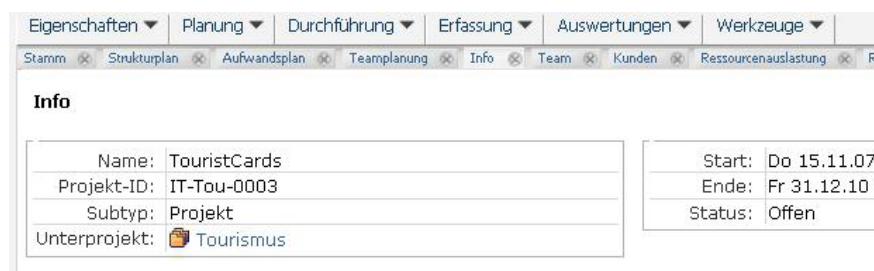 Eigenschaften Planung Durchführung Erfassung Auswertungen Werkzeuge
Stamm Strukturplan Aufwandsplan Teamplanung Info Team Kunden Ressourcenauslastung
Info
Name: TouristCards
Projekt-ID: IT-Tou-0003
Subtyp: Projekt
Unterprojekt: Tourismus
Start: Do 15.11.07
Ende: Fr 31.12.10
Status: Offen